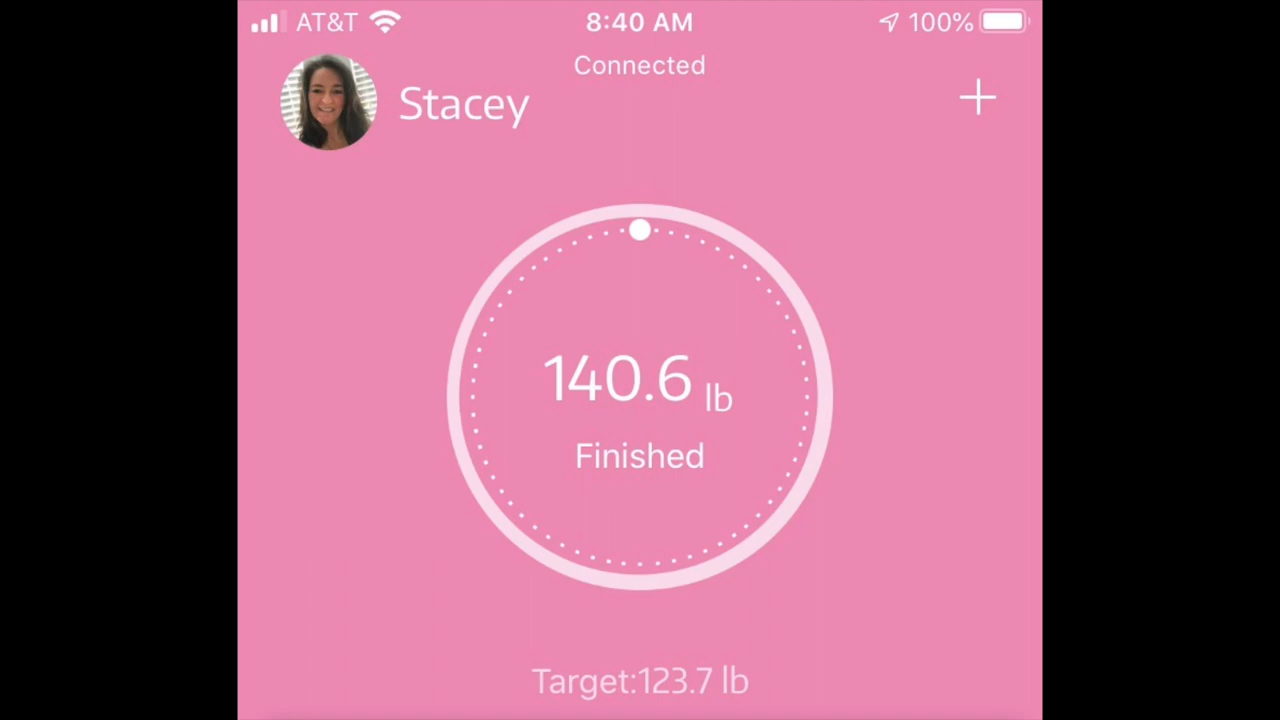 AT&T 8:40 AM 100%
Connected
Stacey
140.6 lb
Finished
Target:123.7 lb